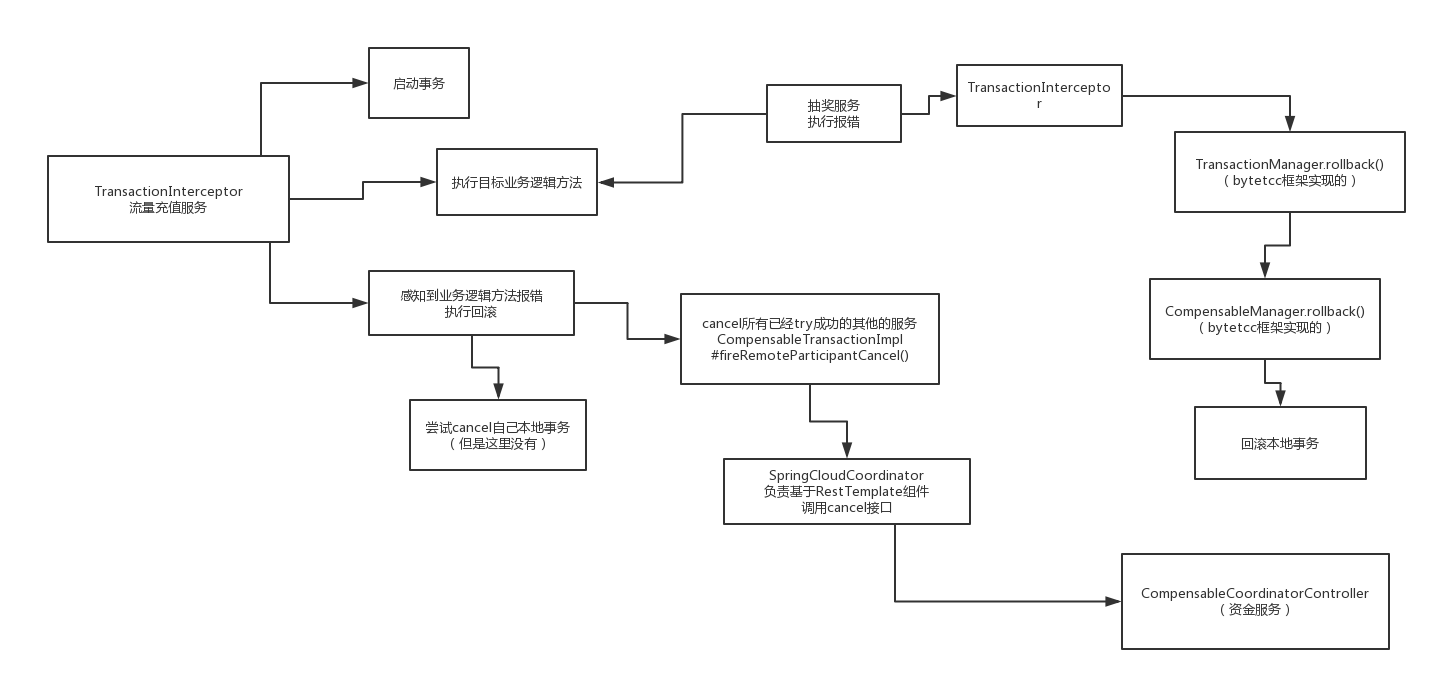 启动事务
抽奖服务
执行报错
TransactionIntercepto
r
TransactionInterceptor
流量充值服务
执行目标业务逻辑方法
TransactionManager.rollback()
（bytetcc框架实现的）
感知到业务逻辑方法报错
执行回滚
cancel所有已经try成功的其他的服务
CompensableTransactionImpl
#fireRemoteParticipantCancel()
CompensableManager.rollback()
（bytetcc框架实现的）
尝试cancel自己本地事务
（但是这里没有）
回滚本地事务
SpringCloudCoordinator
负责基于RestTemplate组件
调用cancel接口
CompensableCoordinatorController
（资金服务）